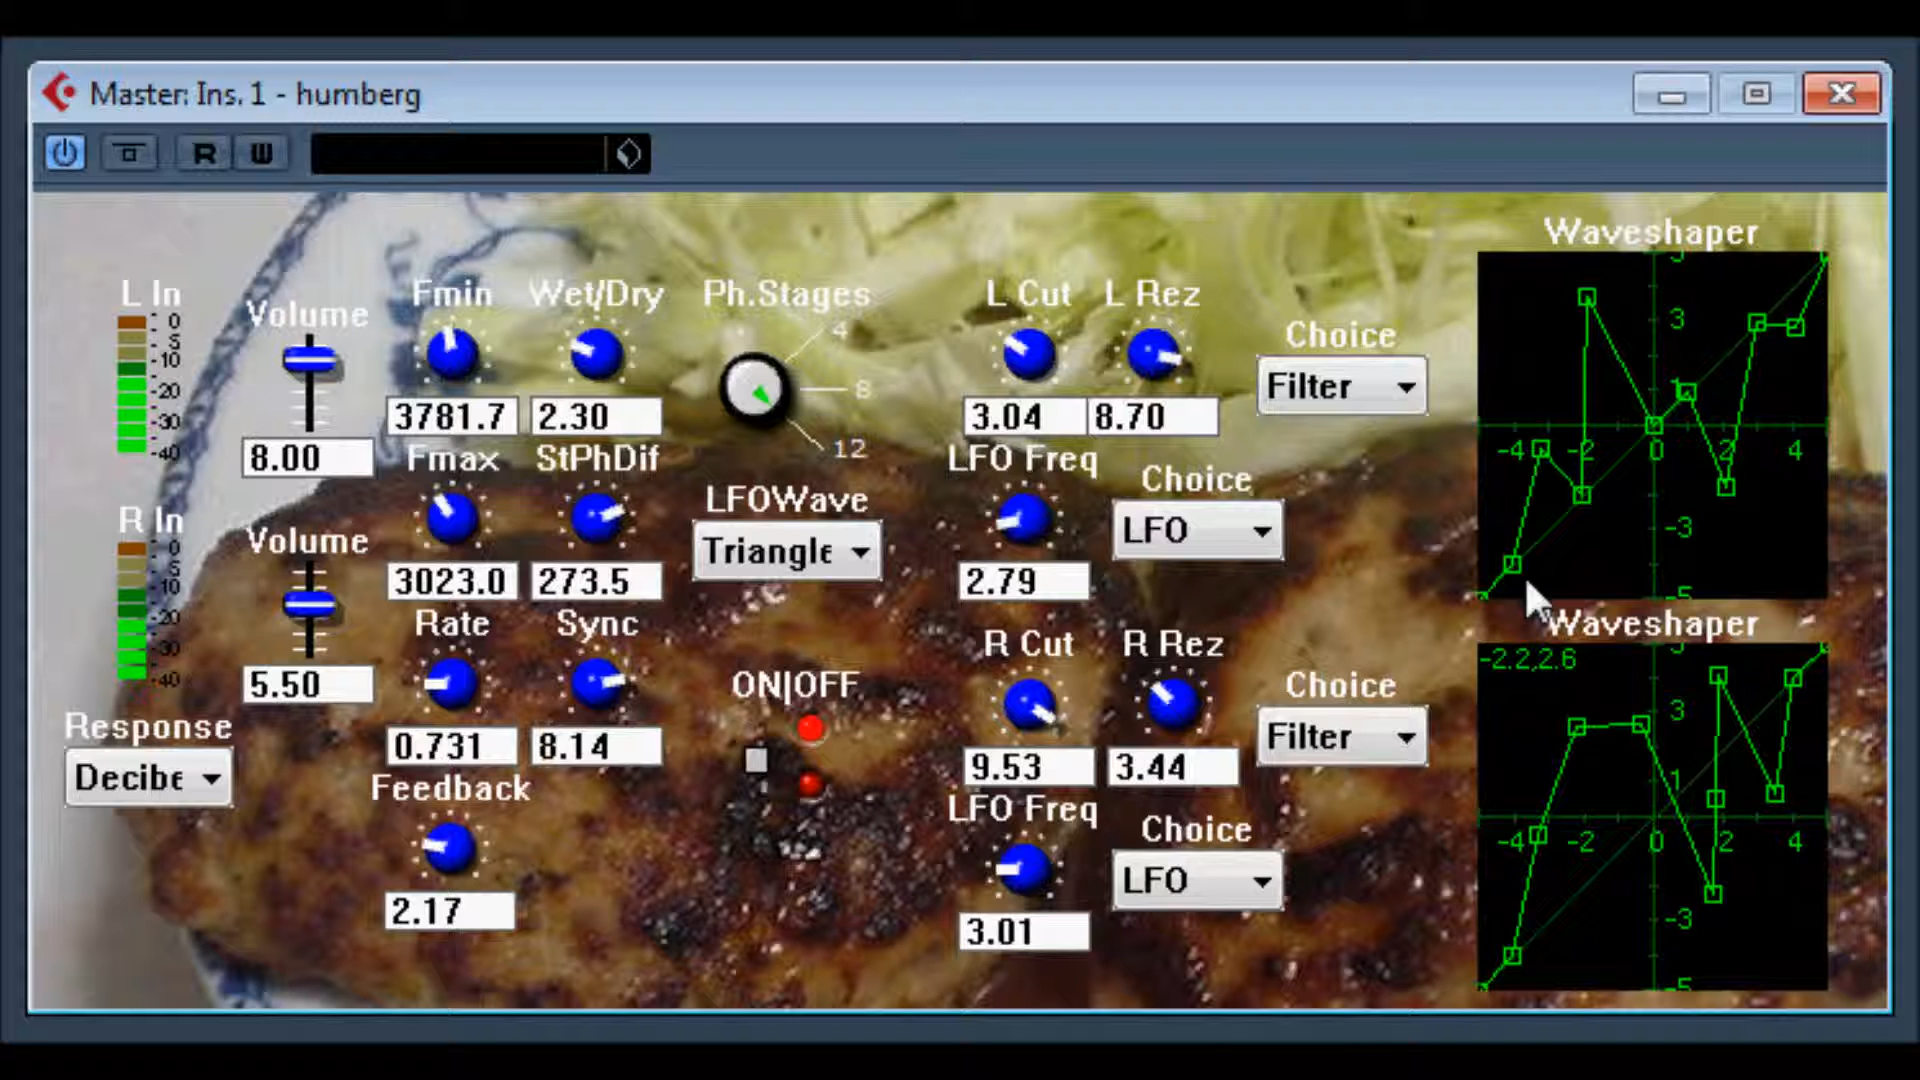 Master: Ins. 1 - humberg
R W
Waveshaper
L In
0
5
-10
-20
-30
-40
Volume
8.00
Fmin
3781.7
Wet/Dry
2.30
Ph.Stages
4
8
12
L Cut
3.04
L Rez
8.70
Choice
Filter
5
3
1
-4 -2 0 2 4
-3
-5
Fmax
3023.0
StPhDif
273.5
LFOWave
Triangle
LFO Freq
2.79
Choice
LFO
R In
0
5
-10
-20
-30
-40
Volume
5.50
Rate
0.731
Sync
8.14
ON|OFF
R Cut
9.53
R Rez
3.44
Choice
Filter
Waveshaper
-2.2,2.6
5
3
1
-4 -2 0 2 4
-3
-5
Response
Decibe
Feedback
2.17
LFO Freq
3.01
Choice
LFO